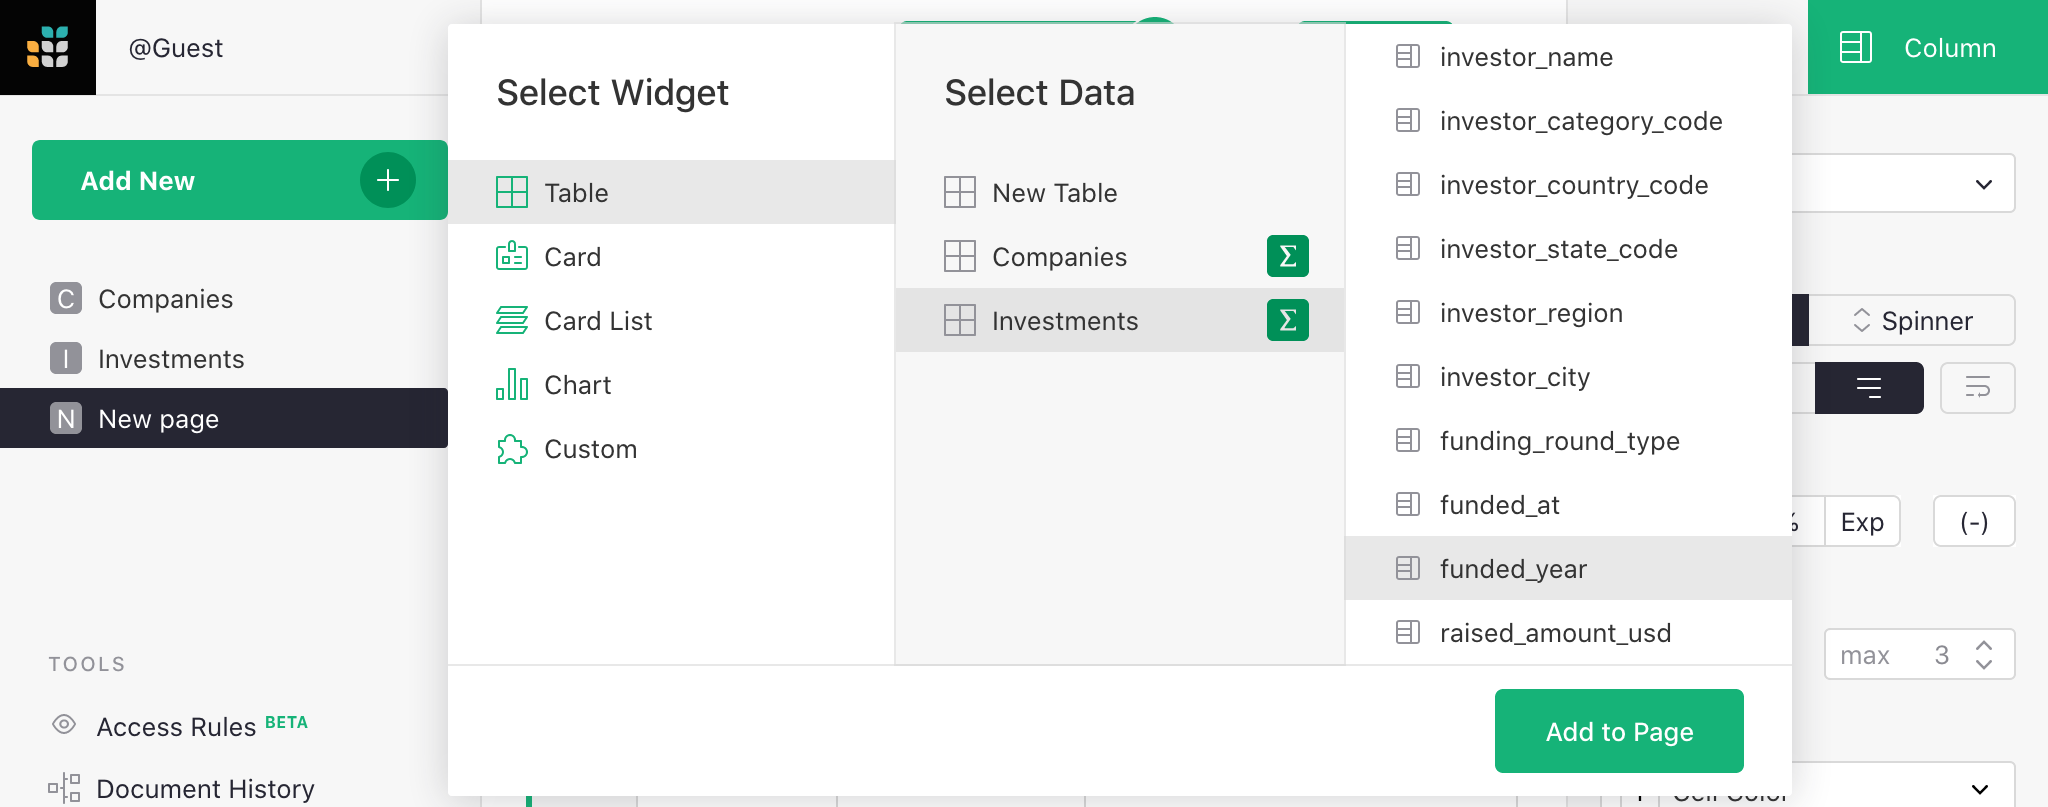 @Guest
Add New
C Companies
I Investments
N New page
TOOLS
Access Rules BETA
Document History
Select Widget
Table
Card
Card List
Chart
Custom
Select Data
New Table
Companies Σ
Investments Σ
investor_name
investor_category_code
investor_country_code
investor_state_code
investor_region
investor_city
funding_round_type
funded_at
funded_year
raised_amount_usd
Add to Page
Column
Spinner
% Exp (-)
max 3
Cell Color